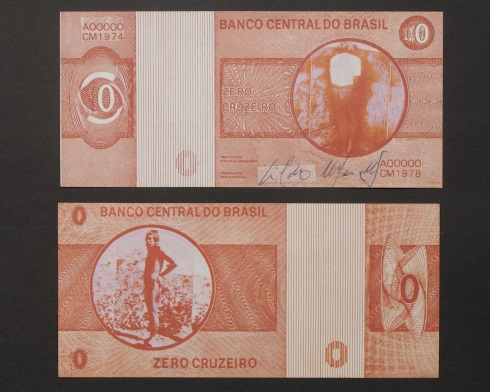 A00000
CM1974
BANCO CENTRAL DO BRASIL
0
0
ZERO
CRUZEIRO
0
A00000
CM1978
0
BANCO CENTRAL DO BRASIL
0
0
ZERO CRUZEIRO
0